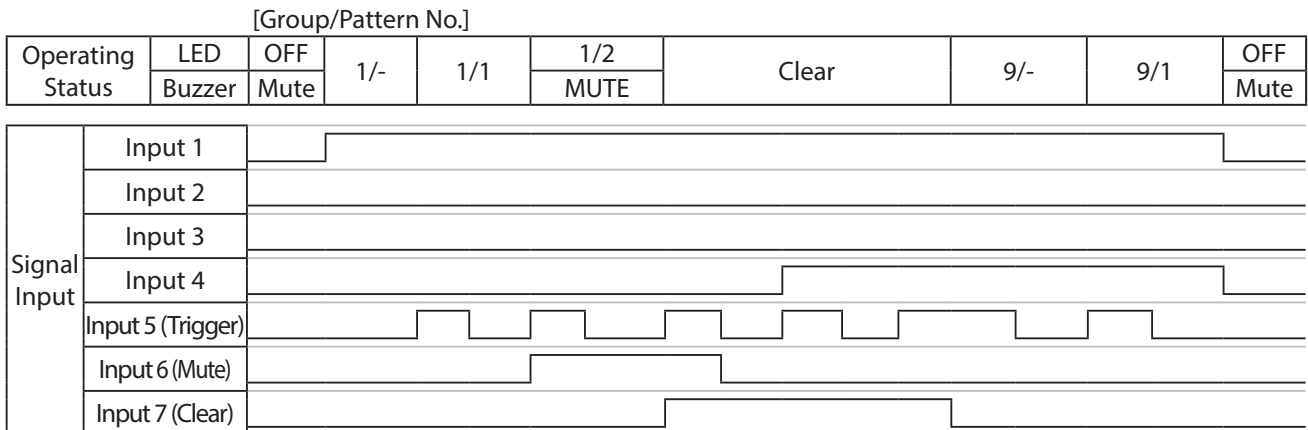 [Group/Pattern No.]
Operating Status LED OFF 1/- 1/1 1/2 Clear 9/- 9/1 OFF
Buzzer Mute MUTE Mute
Signal Input
Input 1
Input 2
Input 3
Input 4
Input 5 (Trigger)
Input 6 (Mute)
Input 7 (Clear)